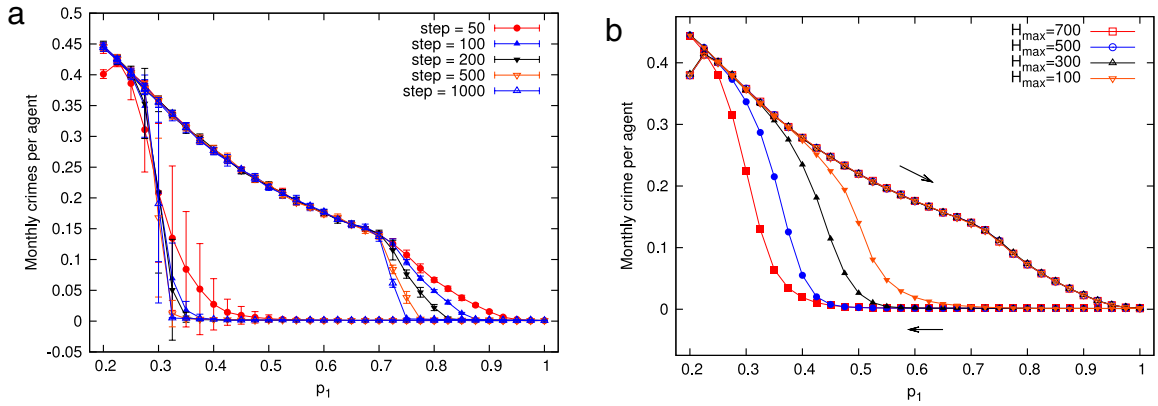 a
Monthly crimes per agent
0.5
0.45
0.4
0.35
0.3
0.25
0.2
0.15
0.1
0.05
0
-0.05
step = 50
step = 100
step = 200
step = 500
step = 1000
0.2 0.3 0.4 0.5 0.6 0.7 0.8 0.9 1
p1
b
Monthly crime per agent
0.4
0.3
0.2
0.1
0
Hmax=700
Hmax=500
Hmax=300
Hmax=100
0.2 0.3 0.4 0.5 0.6 0.7 0.8 0.9 1
p1